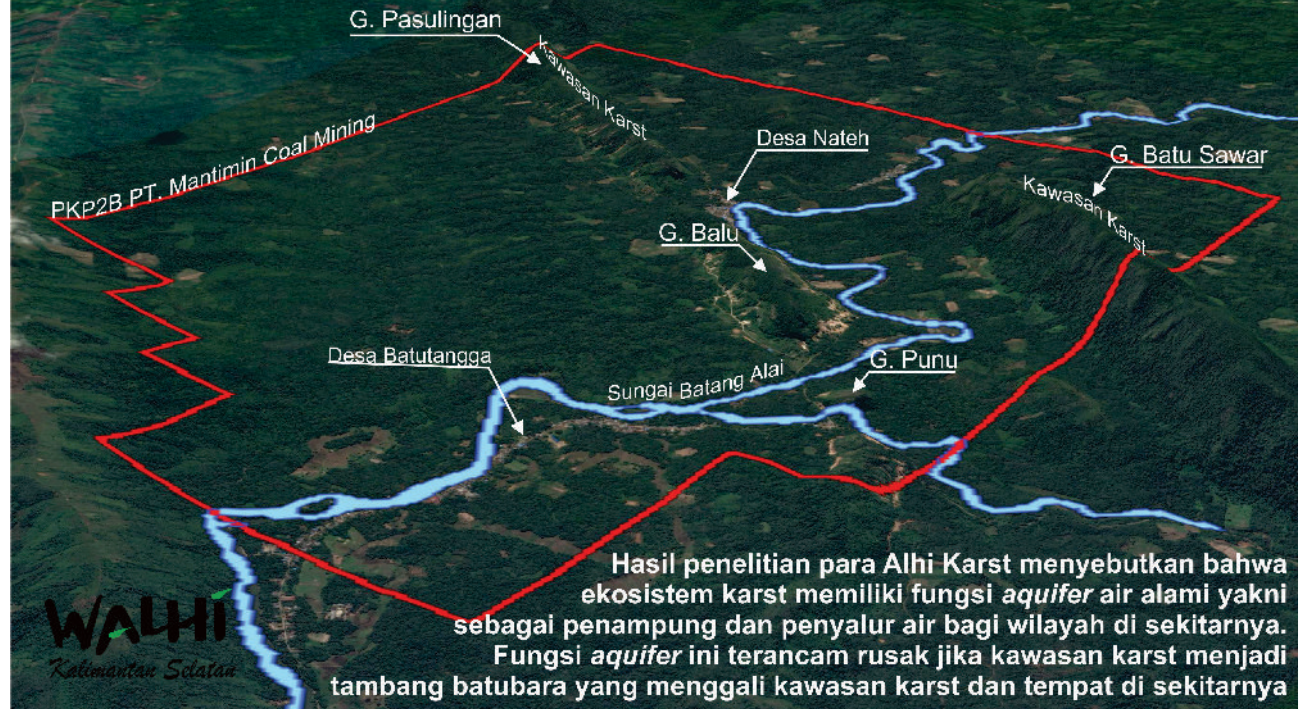 G. Pasulingan
Kawasan Karst
PKP2B PT. Mantimin Coal Mining
Desa Nateh
G. Batu Sawar
Kawasan Karst
G. Balu
Desa Batutangga
Sungai Batang Alai
G. Punu
Hasil penelitian para Alhi Karst menyebutkan bahwa
ekosistem karst memiliki fungsi aquifer air alami yakni
sebagai penampung dan penyalur air bagi wilayah di sekitarnya.
Fungsi aquifer ini terancam rusak jika kawasan karst menjadi
tambang batubara yang menggali kawasan karst dan tempat di sekitarnya
WALHI
Kalimantan Selatan